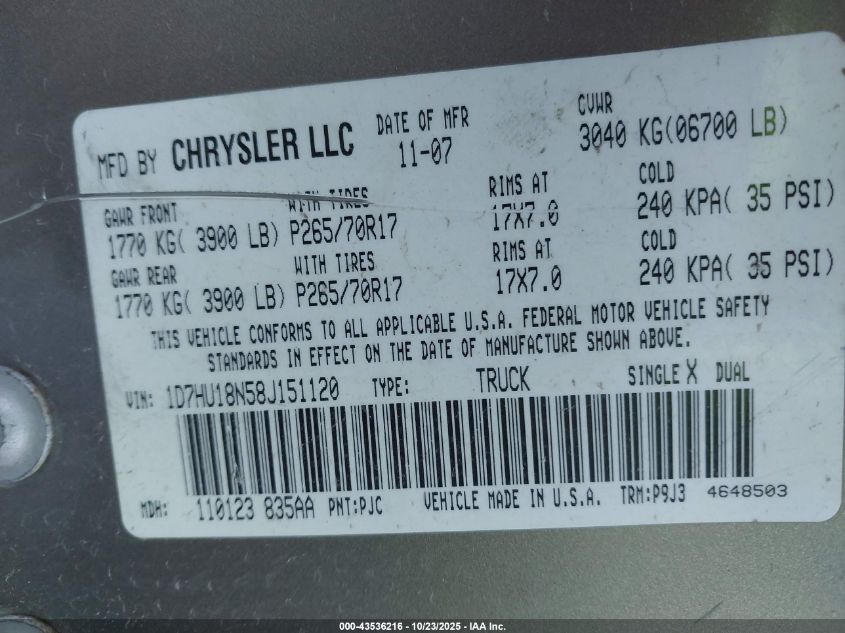 MFD BY CHRYSLER LLC DATE OF MFR GVWR
11-07 3040 KG(06700 LB)
GAWR FRONT WITH TIRES RIMS AT COLD
1770 KG( 3900 LB) P265/70R17 17X7.0 240 KPA( 35 PSI)
GAWR REAR WITH TIRES RIMS AT COLD
1770 KG( 3900 LB) P265/70R17 17X7.0 240 KPA( 35 PSI)
THIS VEHICLE CONFORMS TO ALL APPLICABLE U.S.A. FEDERAL MOTOR VEHICLE SAFETY
STANDARDS IN EFFECT ON THE DATE OF MANUFACTURE SHOWN ABOVE.
VIN: 1D7HU18N58J151120 TYPE: TRUCK SINGLE X DUAL
MDH: 110123 835AA PNT:PJC VEHICLE MADE IN U.S.A. TRM:P9J3 4648503
000-43536216 - 10/23/2025 - IAA Inc.